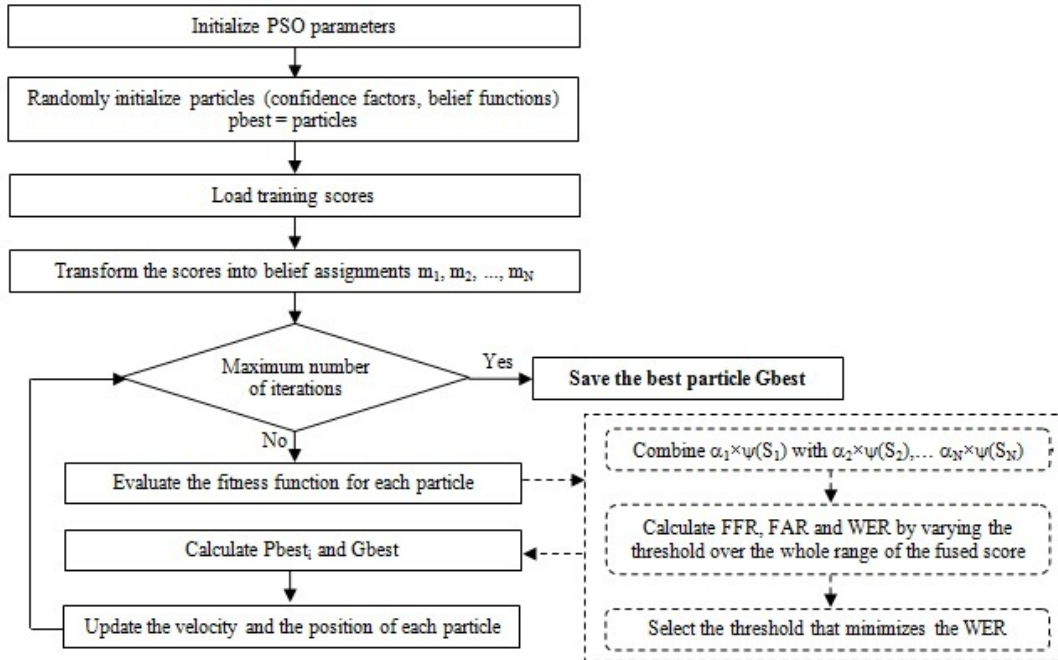 Initialize PSO parameters
Randomly initialize particles (confidence factors, belief functions)
pbest = particles
Load training scores
Transform the scores into belief assignments m₁, m₂, ..., m_N
Maximum number
of iterations
Yes
Save the best particle Gbest
No
Evaluate the fitness function for each particle
Combine α₁×ψ(S₁) with α₂×ψ(S₂),... α_N×ψ(S_N)
Calculate FFR, FAR and WER by varying the
threshold over the whole range of the fused score
Select the threshold that minimizes the WER
Calculate Pbestᵢ and Gbest
Update the velocity and the position of each particle